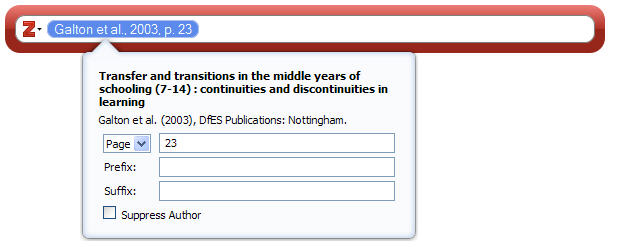 Z Galton et al., 2003, p. 23
Transfer and transitions in the middle years of
schooling (7-14) : continuities and discontinuities in
learning
Galton et al. (2003), DfES Publications: Nottingham.
Page 23
Prefix:
Suffix:
Suppress Author